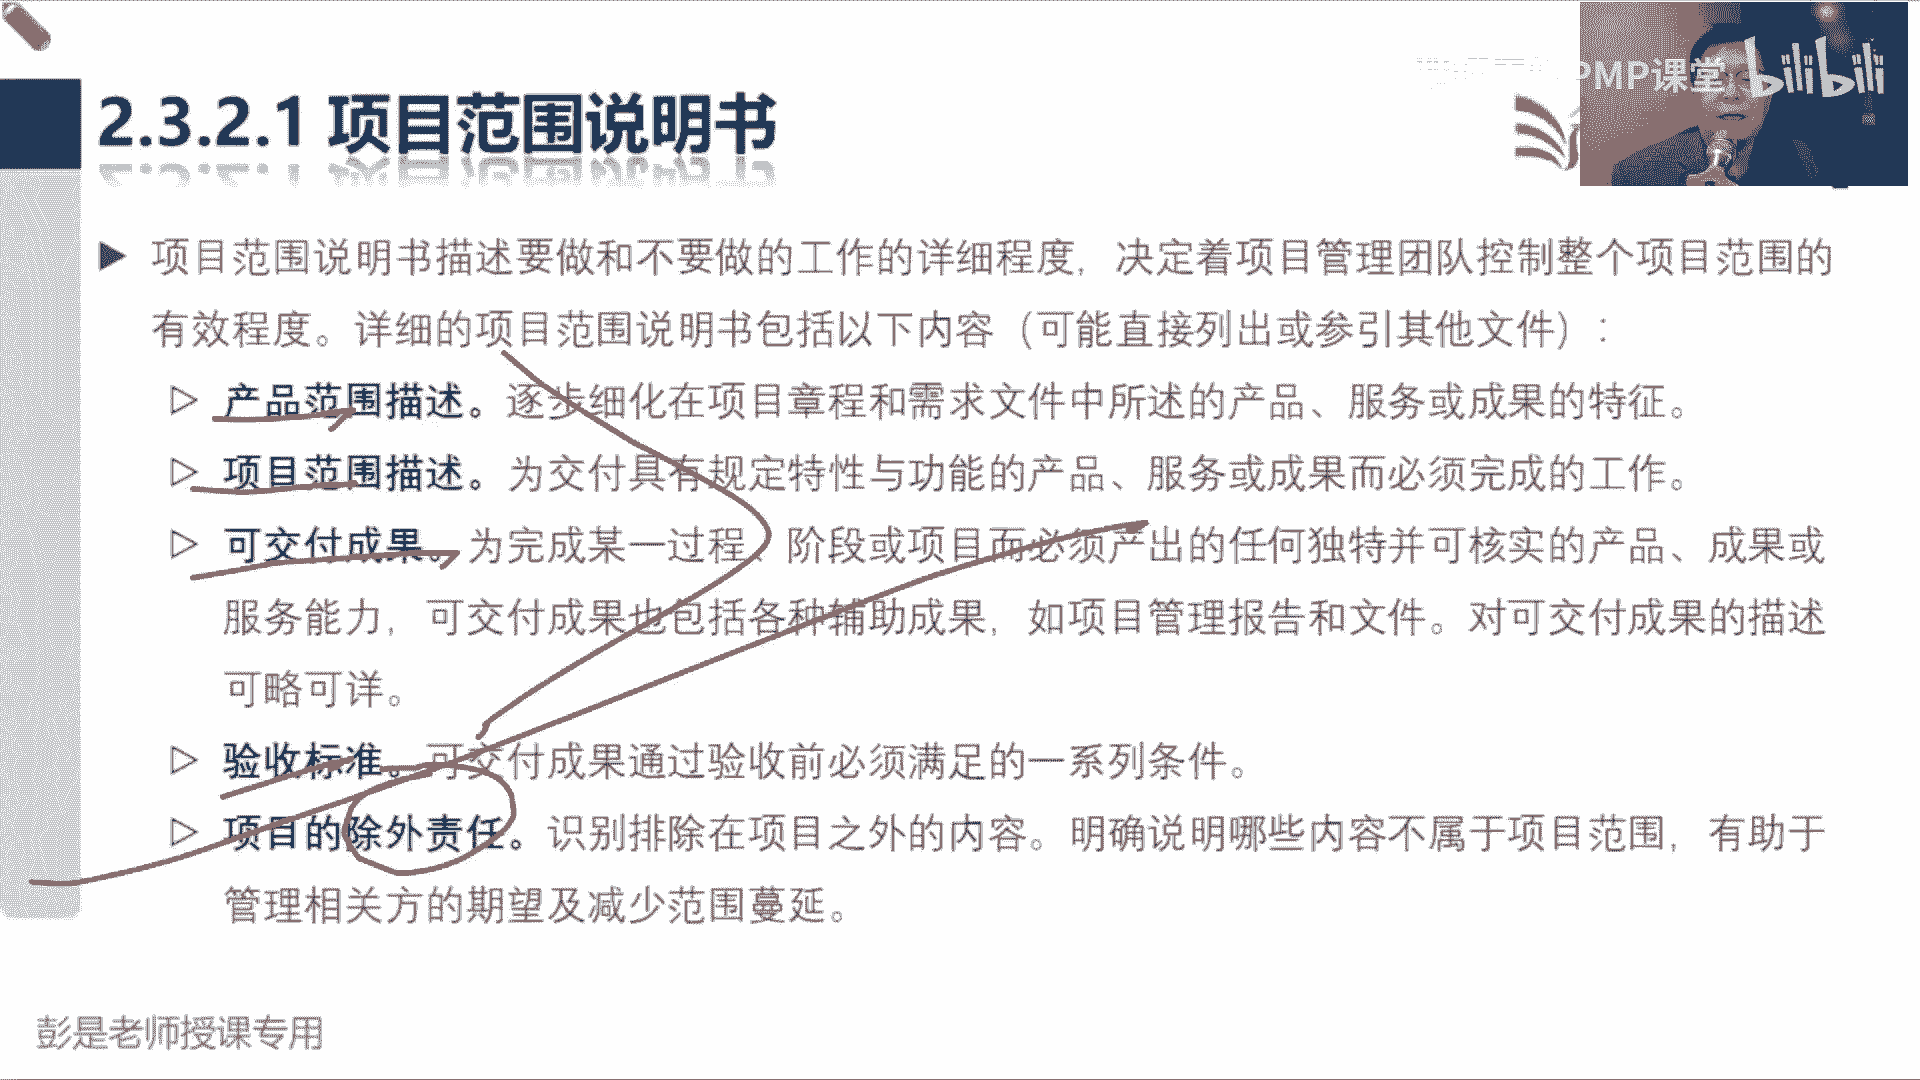 PMP课堂 bilibili
2.3.2.1 项目范围说明书
项目范围说明书描述要做和不要做的工作的详细程度，决定着项目管理团队控制整个项目范围的
有效程度。详细的项目范围说明书包括以下内容（可能直接列出或参引其他文件）：
产品范围描述。逐步细化在项目章程和需求文件中所述的产品、服务或成果的特征。
项目范围描述。为交付具有规定特性与功能的产品、服务或成果而必须完成的工作。
可交付成果。为完成某一过程、阶段或项目而必须产出的任何独特并可核实的产品、成果或
服务能力，可交付成果也包括各种辅助成果，如项目管理报告和文件。对可交付成果的描述
可略可详。
验收标准。可交付成果通过验收前必须满足的一系列条件。
项目的除外责任。识别排除在项目之外的内容。明确说明哪些内容不属于项目范围，有助于
管理相关方的期望及减少范围蔓延。
彭是老师授课专用